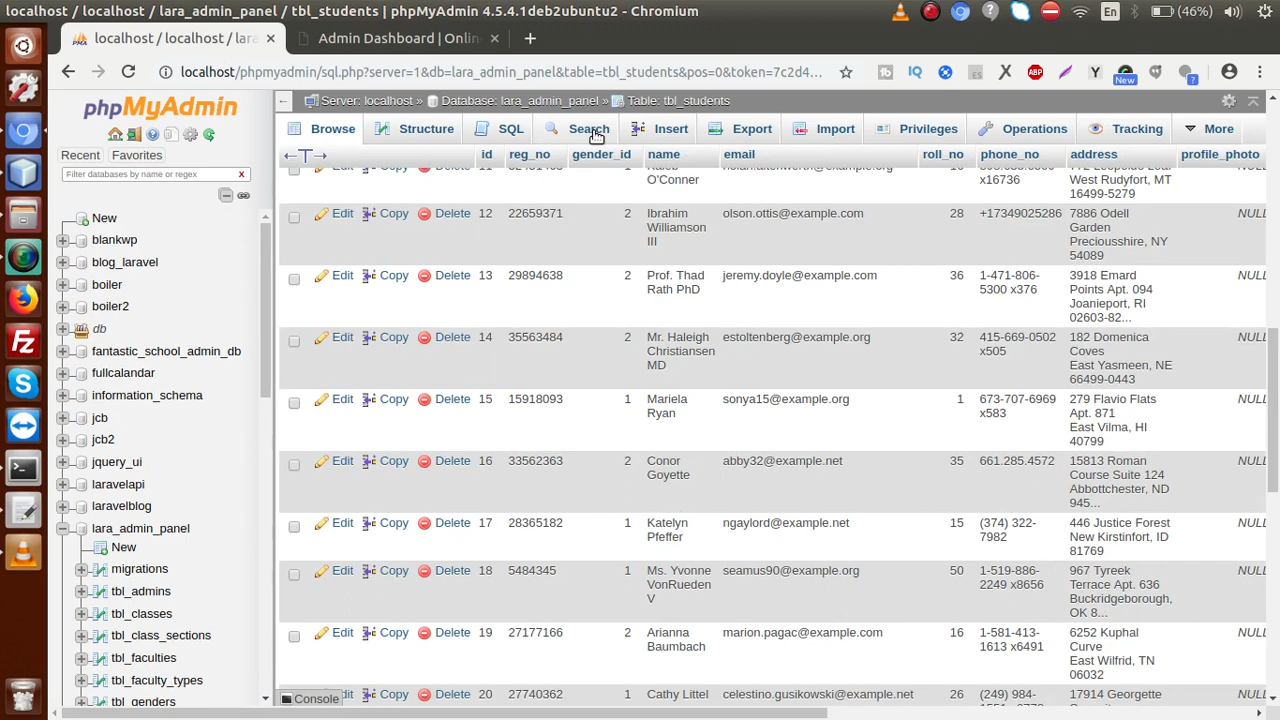 localhost / localhost / lara_admin_panel / tbl_students | phpMyAdmin 4.5.4.1deb2ubuntu2 - Chromium
En
(46%)
localhost / localhost / lara
Admin Dashboard | Onlin
localhost/phpmyadmin/sql.php?server=1&db=lara_admin_panel&table=tbl_students&pos=0&token=7c2d4...
IQ
ABP
Y
New
phpMyAdmin
Server: localhost » Database: lara_admin_panel » Table: tbl_students
Browse Structure SQL Search Insert Export Import Privileges Operations Tracking More
Recent Favorites
Filter databases by name or regex X
New
blankwp
blog_laravel
boiler
boiler2
db
fantastic_school_admin_db
fullcalandar
information_schema
jcb
jcb2
jquery_ui
laravelapi
laravelblog
lara_admin_panel
New
migrations
tbl_admins
tbl_classes
tbl_class_sections
tbl_faculties
tbl_faculty_types
tbl_genders
←T→ id reg_no gender_id name email roll_no phone_no address profile_photo
O'Conner x16736 West Rudyfort, MT NULL
16499-5279
Edit Copy Delete 12 22659371 2 Ibrahim olson.ottis@example.com 28 +17349025286 7886 Odell NULL
Williamson Garden
III Preciousshire, NY
54089
Edit Copy Delete 13 29894638 2 Prof. Thad jeremy.doyle@example.com 36 1-471-806- 3918 Emard NULL
Rath PhD 5300 x376 Points Apt. 094
Joanieport, RI
02603-82...
Edit Copy Delete 14 35563484 2 Mr. Haleigh estoltenberg@example.org 32 415-669-0502 182 Domenica NULL
Christiansen x505 Coves
MD East Yasmeen, NE
66499-0443
Edit Copy Delete 15 15918093 1 Mariela sonya15@example.org 1 673-707-6969 279 Flavio Flats NULL
Ryan x583 Apt. 871
East Vilma, HI
40799
Edit Copy Delete 16 33562363 2 Conor abby32@example.net 35 661.285.4572 15813 Roman NULL
Goyette Course Suite 124
Abbottchester, ND
945...
Edit Copy Delete 17 28365182 1 Katelyn ngaylord@example.net 15 (374) 322- 446 Justice Forest NULL
Pfeffer 7982 New Kirstinfort, ID
81769
Edit Copy Delete 18 5484345 1 Ms. Yvonne seamus90@example.org 50 1-519-886- 967 Tyreek NULL
VonRueden 2249 x8656 Terrace Apt. 636
V Buckridgeborough,
OK 8...
Edit Copy Delete 19 27177166 2 Arianna marion.pagac@example.com 16 1-581-413- 6252 Kuphal NULL
Baumbach 1613 x6491 Curve
East Wilfrid, TN
06032
Edit Copy Delete 20 27740362 1 Cathy Littel celestino.gusikowski@example.net 26 (249) 984- 17914 Georgette NULL
Console